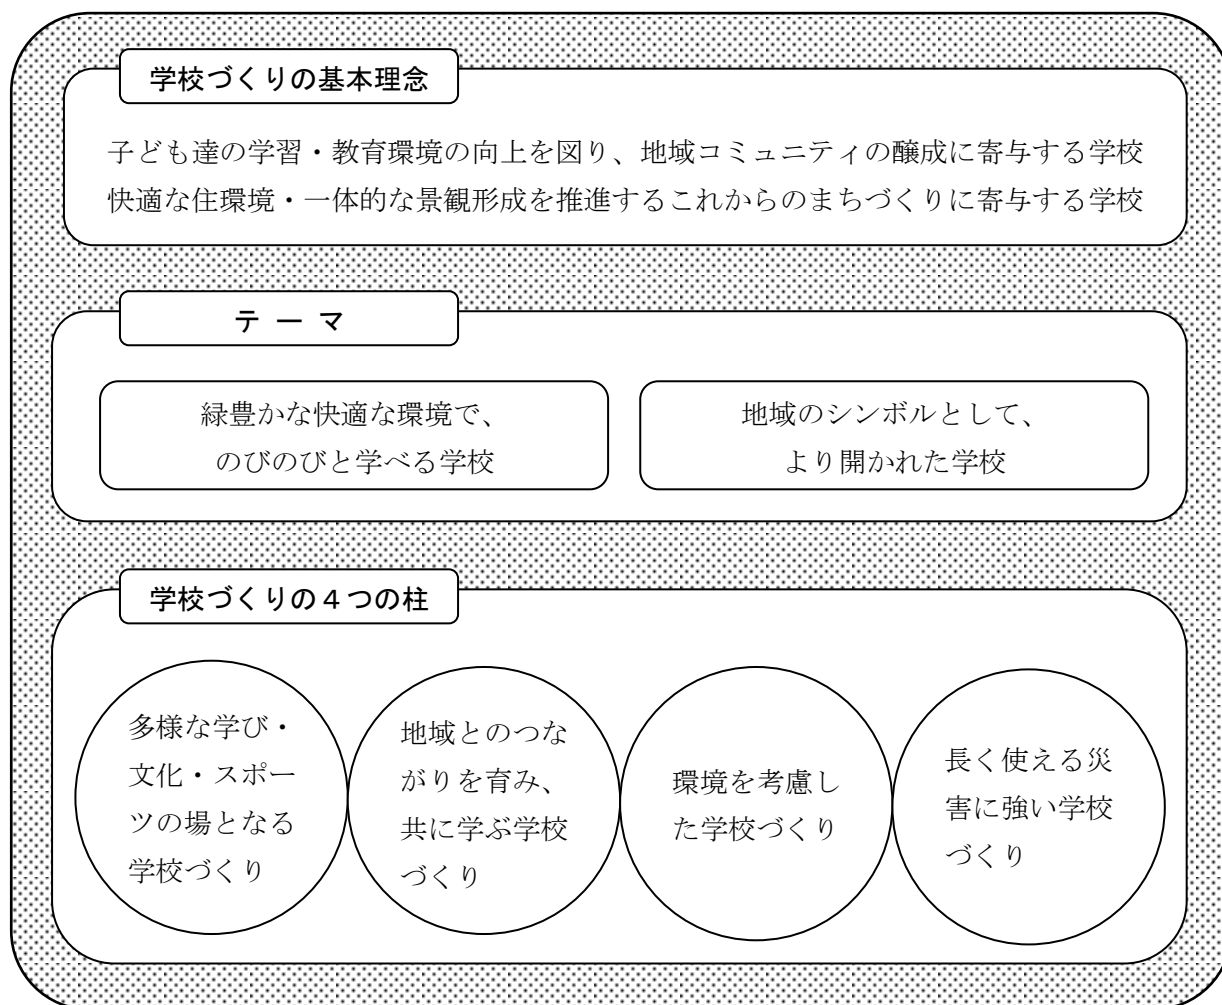 学校づくりの基本理念
子ども達の学習・教育環境の向上を図り、地域コミュニティの醸成に寄与する学校
快適な住環境・一体的な景観形成を推進するこれからのまちづくりに寄与する学校
テ ー マ
緑豊かな快適な環境で、
のびのびと学べる学校
地域のシンボルとして、
より開かれた学校
学校づくりの４つの柱
多様な学び・
文化・スポー
ツの場となる
学校づくり
地域とのつな
がりを育み、
共に学ぶ学校
づくり
環境を考慮し
た学校づくり
長く使える災
害に強い学校
づくり